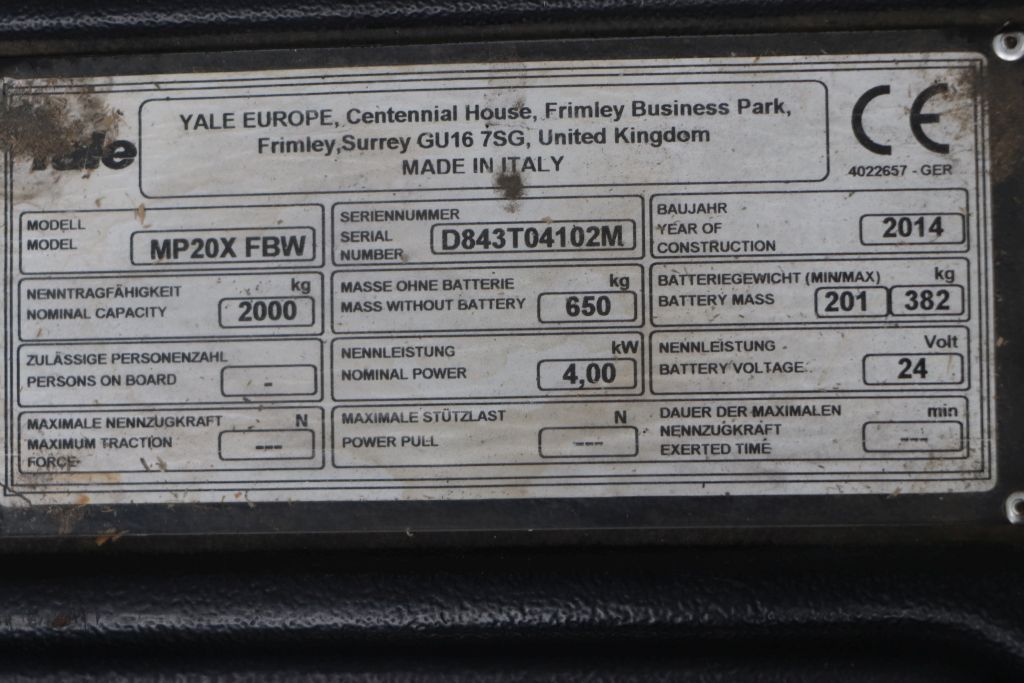 Yale
YALE EUROPE, Centennial House, Frimley Business Park,
Frimley,Surrey GU16 7SG, United Kingdom
MADE IN ITALY
CE
4022657 - GER
MODELL
MODEL
MP20X FBW
SERIENNUMMER
SERIAL
NUMBER
D843T04102M
BAUJAHR
YEAR OF
CONSTRUCTION
2014
NENNTRAGFÄHIGKEIT kg
NOMINAL CAPACITY 2000
MASSE OHNE BATTERIE kg
MASS WITHOUT BATTERY 650
BATTERIEGEWICHT (MIN/MAX) kg
BATTERY MASS 201 382
ZULÄSSIGE PERSONENZAHL
PERSONS ON BOARD -
NENNLEISTUNG kW
NOMINAL POWER 4,00
NENNLEISTUNG Volt
BATTERY VOLTAGE.. 24
MAXIMALE NENNZUGKRAFT N
MAXIMUM TRACTION ---
FORCE
MAXIMALE STÜTZLAST N
POWER PULL ---
DAUER DER MAXIMALEN min
NENNZUGKRAFT ---
EXERTED TIME